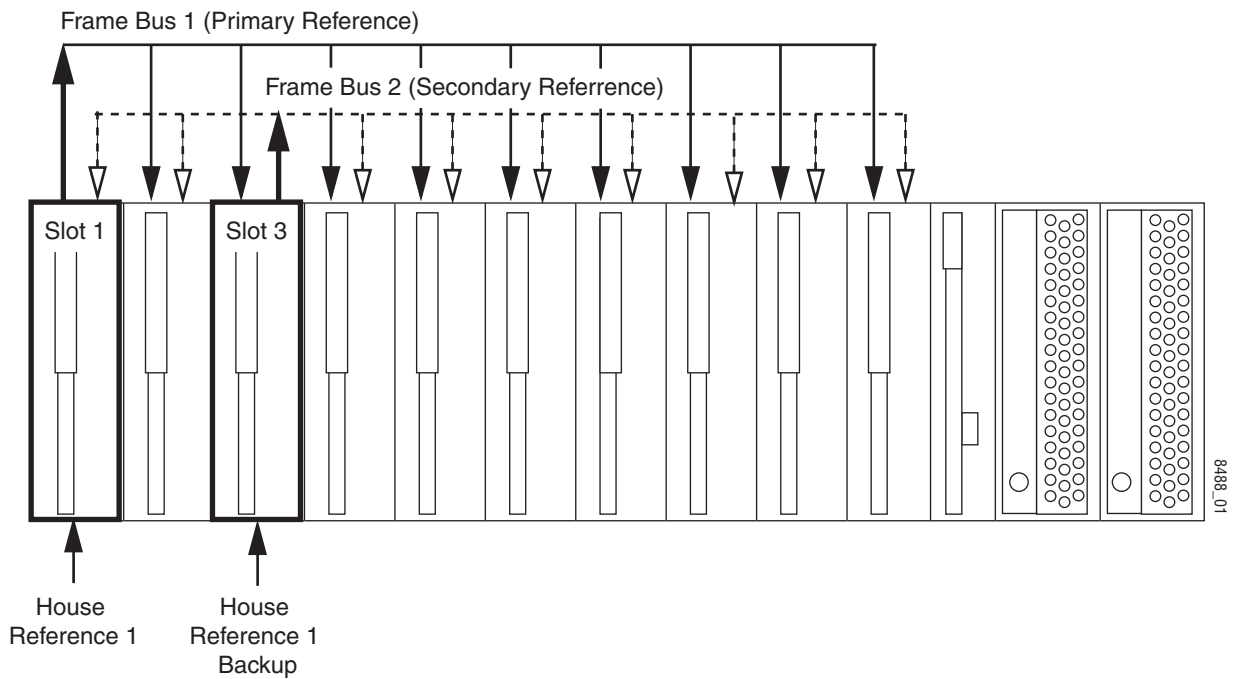 Frame Bus 1 (Primary Reference)
Frame Bus 2 (Secondary Referrence)
Slot 1
Slot 3
8488_01
House
Reference 1
House
Reference 1
Backup